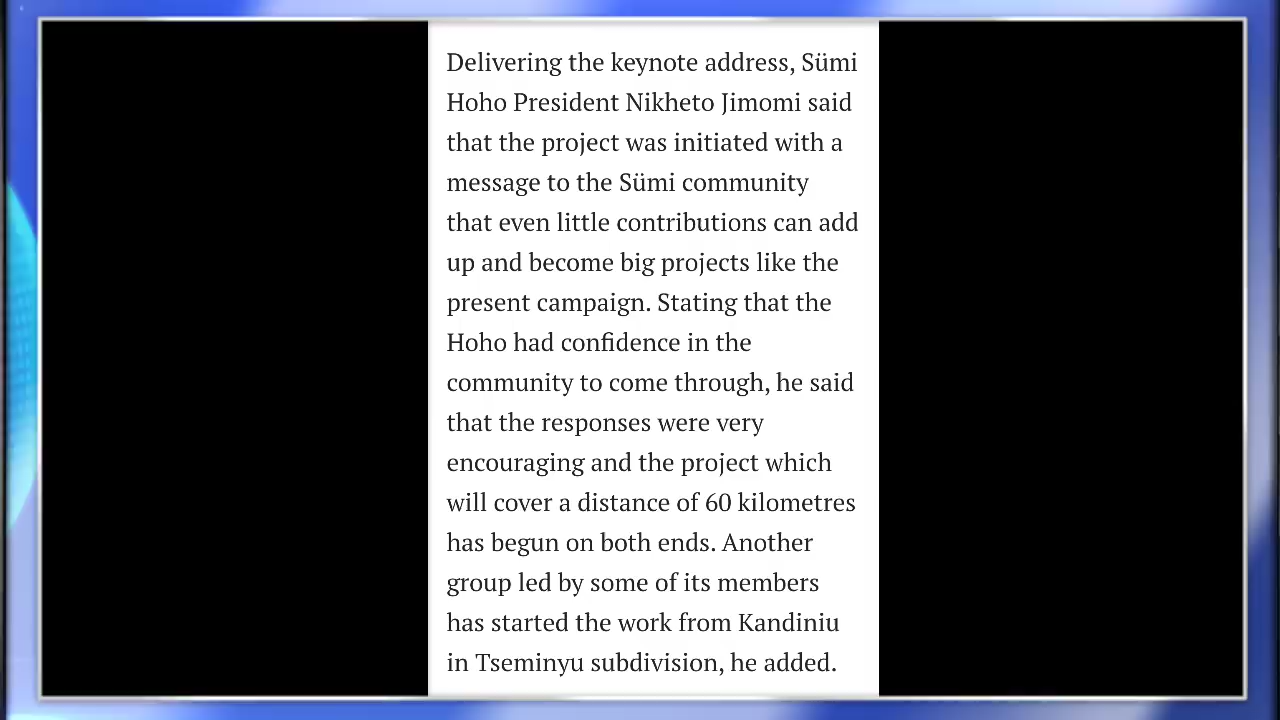 Delivering the keynote address, Sümi
Hoho President Nikheto Jimomi said
that the project was initiated with a
message to the Sümi community
that even little contributions can add
up and become big projects like the
present campaign. Stating that the
Hoho had confidence in the
community to come through, he said
that the responses were very
encouraging and the project which
will cover a distance of 60 kilometres
has begun on both ends. Another
group led by some of its members
has started the work from Kandiniu
in Tseminyu subdivision, he added.